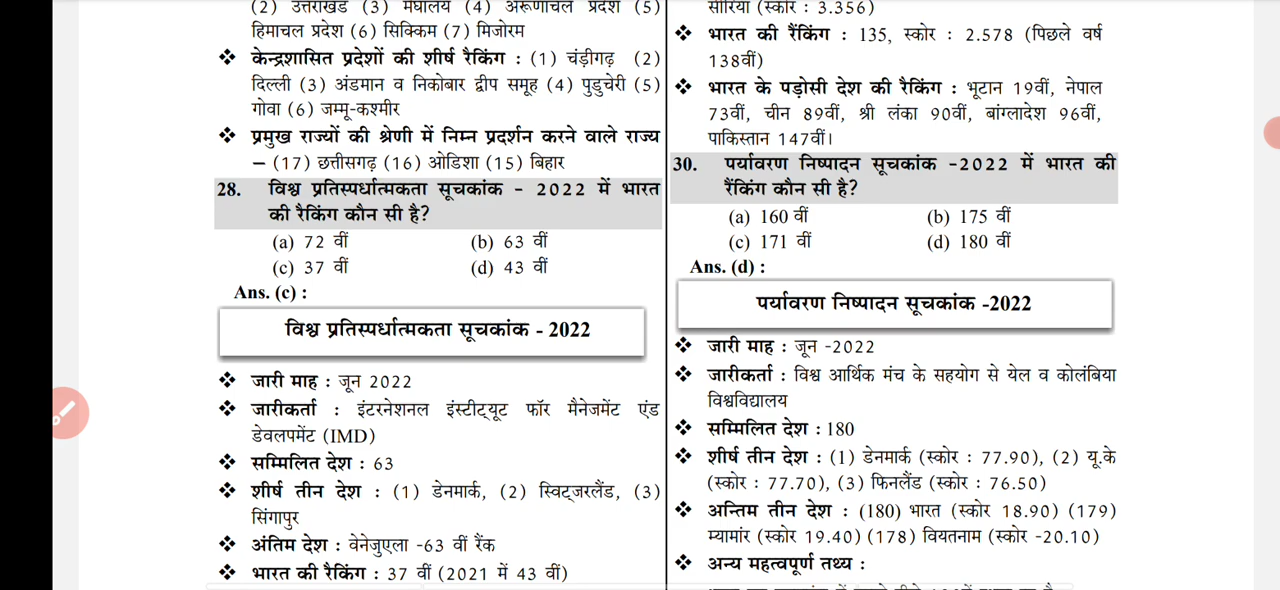 (2) उत्तराखंड (3) मेघालय (4) अरूणाचल प्रदेश (5)
हिमाचल प्रदेश (6) सिक्किम (7) मिजोरम
❖ केन्द्रशासित प्रदेशों की शीर्ष रैकिंग : (1) चंड़ीगढ़ (2)
दिल्ली (3) अंडमान व निकोबार द्वीप समूह (4) पुडुचेरी (5)
गोवा (6) जम्मू-कश्मीर
❖ प्रमुख राज्यों की श्रेणी में निम्न प्रदर्शन करने वाले राज्य
– (17) छत्तीसगढ़ (16) ओडिशा (15) बिहार
28. विश्व प्रतिस्पर्धात्मकता सूचकांक - 2022 में भारत
की रैकिंग कौन सी है?
(a) 72 वीं (b) 63 वीं
(c) 37 वीं (d) 43 वीं
Ans. (c) :
विश्व प्रतिस्पर्धात्मकता सूचकांक - 2022
❖ जारी माह : जून 2022
❖ जारीकर्ता : इंटरनेशनल इंस्टीट्यूट फॉर मैनेजमेंट एंड
डेवलपमेंट (IMD)
❖ सम्मिलित देश : 63
❖ शीर्ष तीन देश : (1) डेनमार्क, (2) स्विट्जरलैंड, (3)
सिंगापुर
❖ अंतिम देश : वेनेजुएला -63 वीं रैंक
❖ भारत की रैकिंग : 37 वीं (2021 में 43 वीं)
सीरिया (स्कोर : 3.356)
❖ भारत की रैंकिंग : 135, स्कोर : 2.578 (पिछले वर्ष
138वीं)
❖ भारत के पड़ोसी देश की रैकिंग : भूटान 19वीं, नेपाल
73वीं, चीन 89वीं, श्री लंका 90वीं, बांग्लादेश 96वीं,
पाकिस्तान 147वीं।
30. पर्यावरण निष्पादन सूचकांक -2022 में भारत की
रैंकिंग कौन सी है?
(a) 160 वीं (b) 175 वीं
(c) 171 वीं (d) 180 वीं
Ans. (d) :
पर्यावरण निष्पादन सूचकांक -2022
❖ जारी माह : जून -2022
❖ जारीकर्ता : विश्व आर्थिक मंच के सहयोग से येल व कोलंबिया
विश्वविद्यालय
❖ सम्मिलित देश : 180
❖ शीर्ष तीन देश : (1) डेनमार्क (स्कोर : 77.90), (2) यू.के
(स्कोर : 77.70), (3) फिनलैंड (स्कोर : 76.50)
❖ अन्तिम तीन देश : (180) भारत (स्कोर 18.90) (179)
म्यामांर (स्कोर 19.40) (178) वियतनाम (स्कोर -20.10)
❖ अन्य महत्वपूर्ण तथ्य :